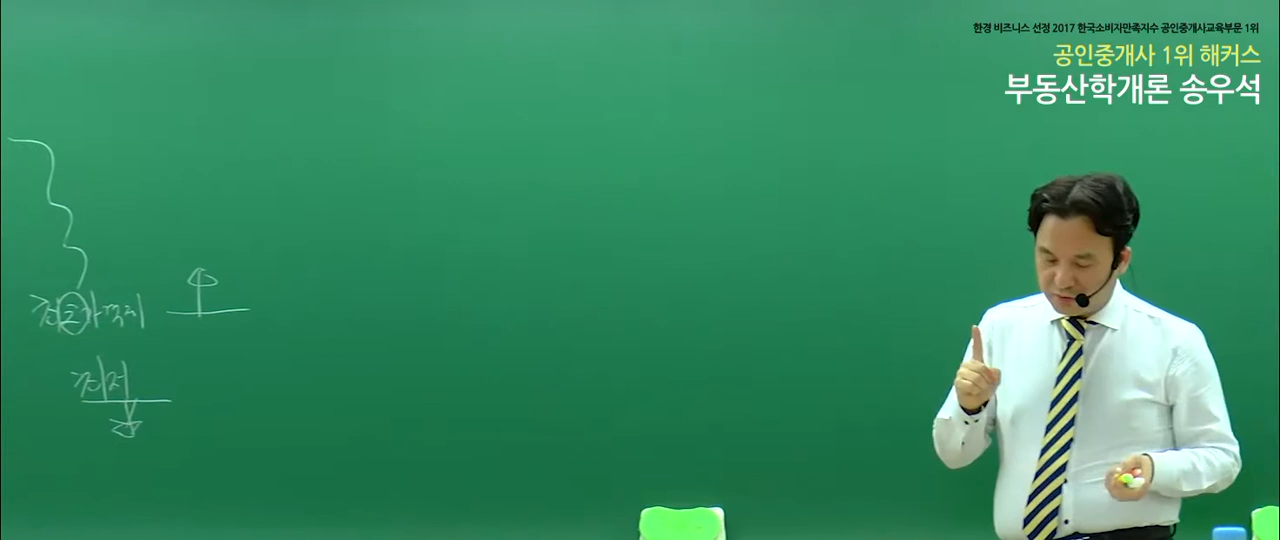 한경 비즈니스 선정 2017 한국소비자만족지수 공인중개사교육부문 1위
공인중개사 1위 해커스
부동산학개론 송우석
최고가격제
최저